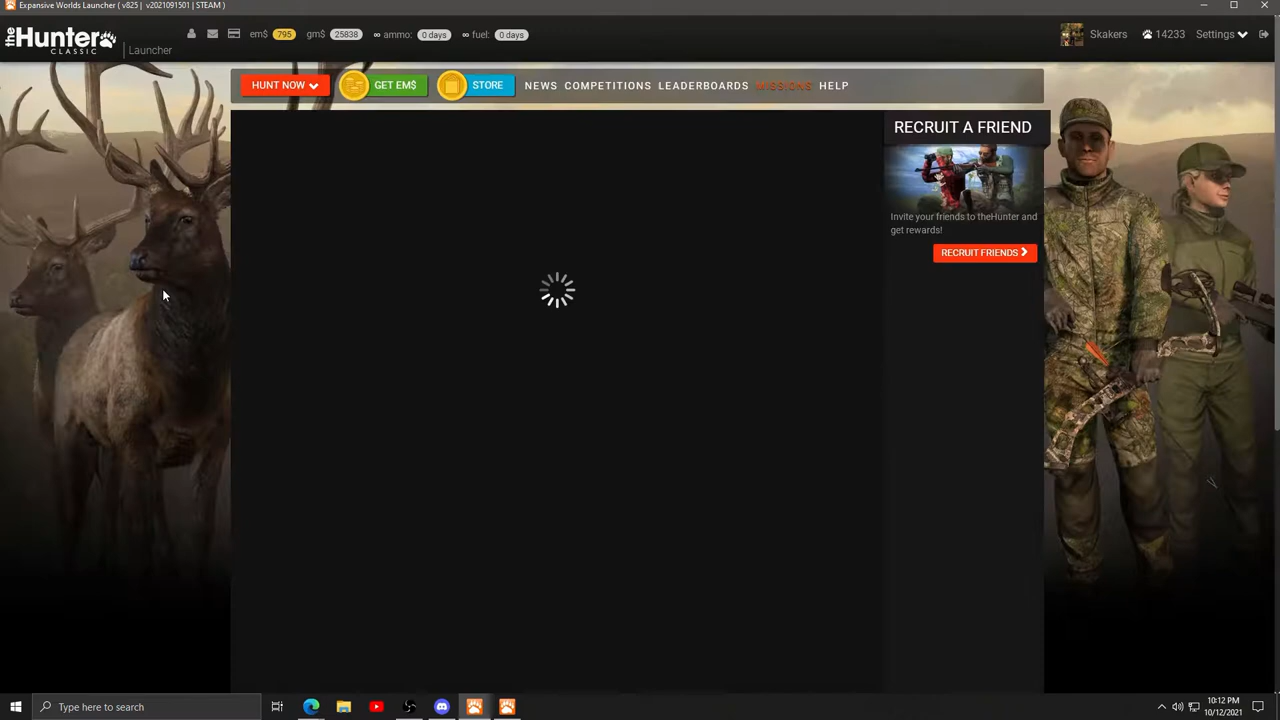 Expansive Worlds Launcher ( v825 | v2021091501 | STEAM )
theHunter CLASSIC | Launcher em$ 795 gm$ 25838 ∞ ammo: 0 days ∞ fuel: 0 days Skakers 14233 Settings
HUNT NOW GET EM$ STORE NEWS COMPETITIONS LEADERBOARDS MISSIONS HELP
RECRUIT A FRIEND
Invite your friends to theHunter and
get rewards!
RECRUIT FRIENDS
Type here to search
10:12 PM
10/12/2021